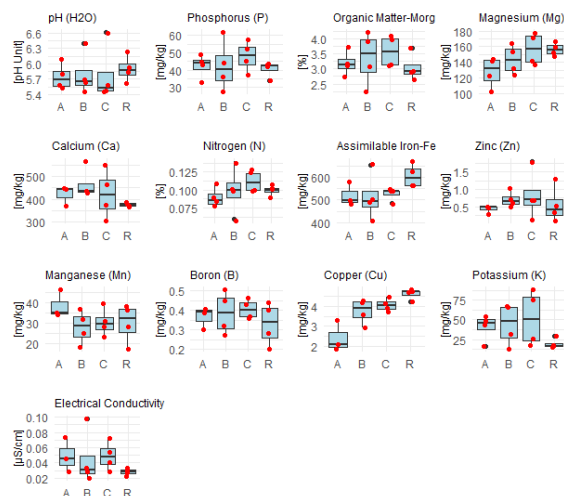 pH (H2O)
[pH Unit]
6.6
6.2
5.8
5.4
A B C R
Phosphorus (P)
[mg/kg]
60
50
40
30
A B C R
Organic Matter-Morg
[%]
4.0
3.5
3.0
2.5
A B C R
Magnesium (Mg)
[mg/kg]
180
160
140
120
100
A B C R
Calcium (Ca)
[mg/kg]
500
400
300
A B C R
Nitrogen (N)
[%]
0.125
0.100
0.075
A B C R
Assimilable Iron-Fe
[mg/kg]
600
500
400
A B C R
Zinc (Zn)
[mg/kg]
1.5
1.0
0.5
A B C R
Manganese (Mn)
[mg/kg]
40
30
20
A B C R
Boron (B)
[mg/kg]
0.5
0.4
0.3
0.2
A B C R
Copper (Cu)
[mg/kg]
4
3
2
A B C R
Potassium (K)
[mg/kg]
75
50
25
A B C R
Electrical Conductivity
[µS/cm]
0.10
0.08
0.06
0.04
0.02
A B C R